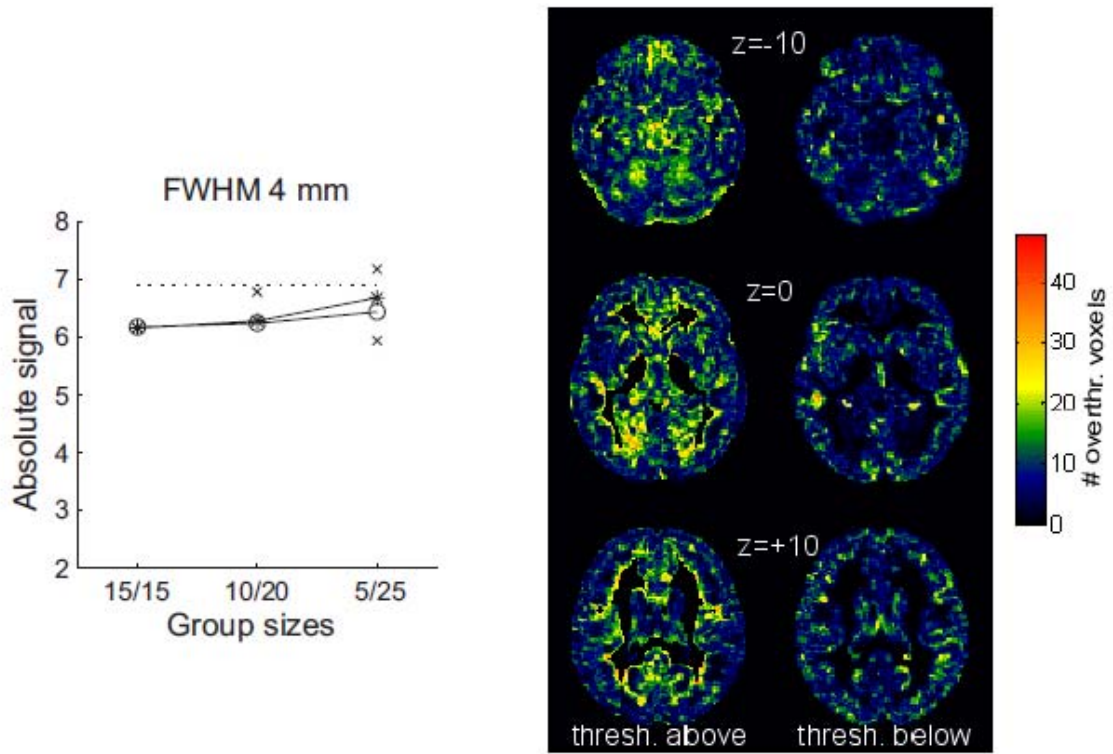 FWHM 4 mm
Absolute signal
8
7
6
5
4
3
2
15/15 10/20 5/25
Group sizes
z=-10
z=0
z=+10
thresh. above thresh. below
40
30
20
10
0
# overthr. voxels